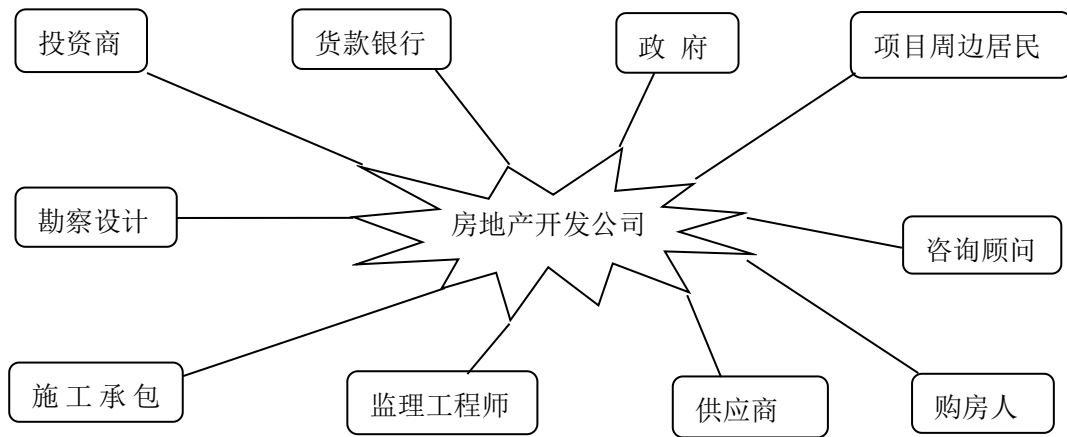 投资商
货款银行
政 府
项目周边居民
勘察设计
房地产开发公司
咨询顾问
施 工 承 包
监理工程师
供应商
购房人